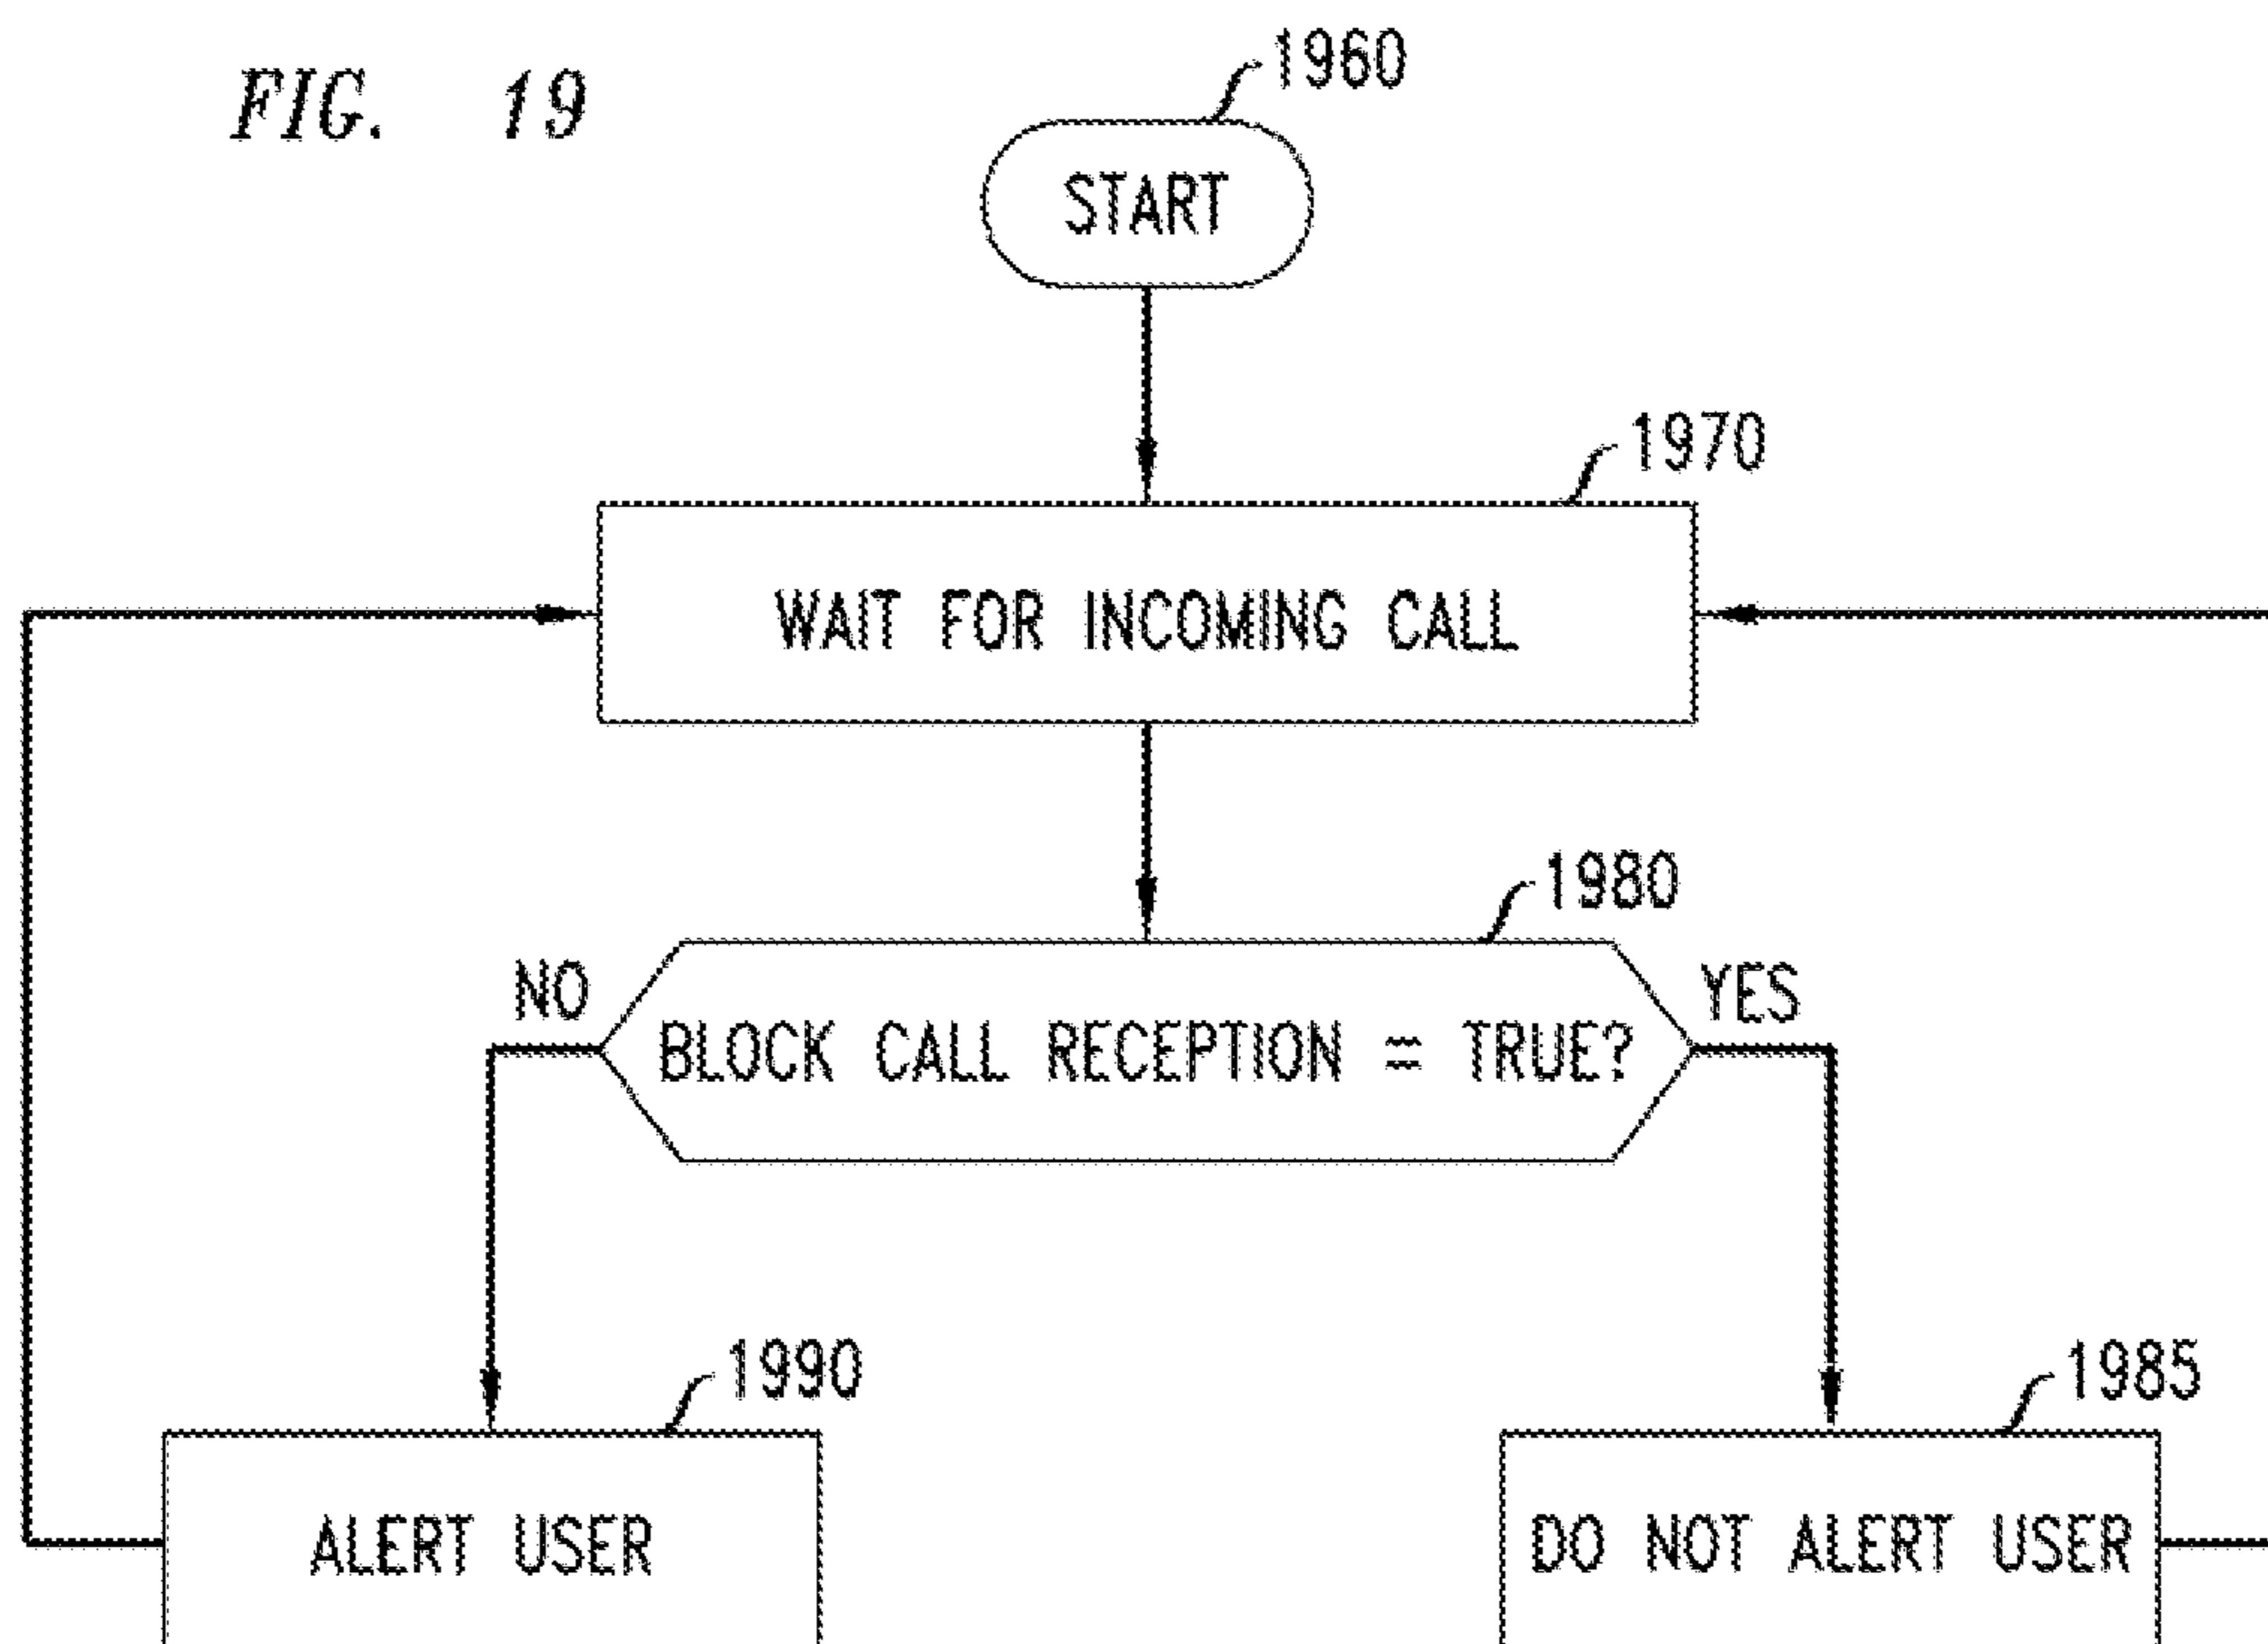 FIG. 19
1960
START
1970
WAIT FOR INCOMING CALL
1980
NO
YES
BLOCK CALL RECEPTION = TRUE?
1990
1985
ALERT USER
DO NOT ALERT USER